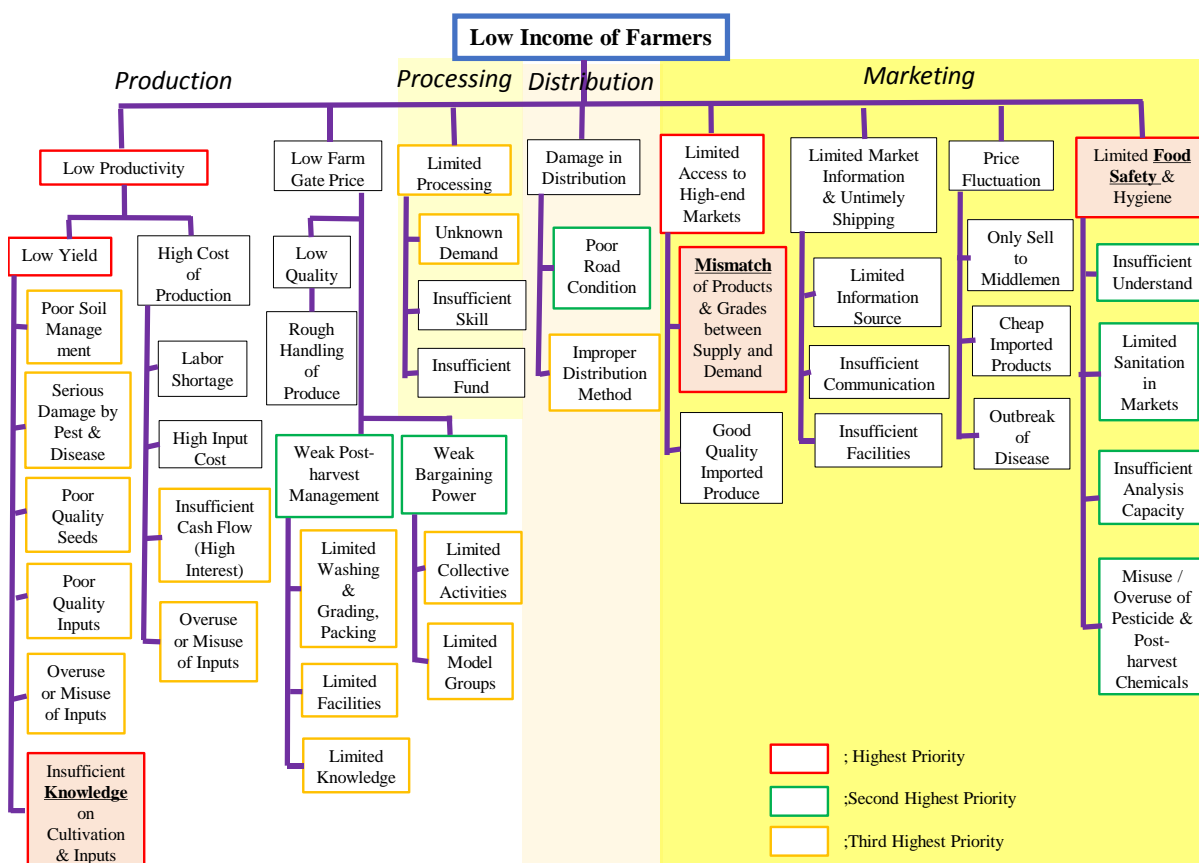 Low Income of Farmers
Production
Processing
Distribution
Marketing
Low Productivity
Low Yield
Poor Soil
Manage
ment
Serious
Damage by
Pest &
Disease
Poor
Quality
Seeds
Poor
Quality
Inputs
Overuse
or Misuse
of Inputs
Insufficient
Knowledge
on
Cultivation
& Inputs
High Cost
of
Production
Labor
Shortage
High Input
Cost
Insufficient
Cash Flow
(High
Interest)
Overuse
or Misuse
of Inputs
Low Farm
Gate Price
Low
Quality
Rough
Handling
of
Produce
Weak Post-
harvest
Management
Limited
Washing
&
Grading,
Packing
Limited
Facilities
Limited
Knowledge
Weak
Bargaining
Power
Limited
Collective
Activities
Limited
Model
Groups
Limited
Processing
Unknown
Demand
Insufficient
Skill
Insufficient
Fund
Damage in
Distribution
Poor
Road
Condition
Improper
Distribution
Method
Limited
Access to
High-end
Markets
Mismatch
of Products
& Grades
between
Supply and
Demand
Good
Quality
Imported
Produce
Limited Market
Information
& Untimely
Shipping
Limited
Information
Source
Insufficient
Communication
Insufficient
Facilities
Price
Fluctuation
Only Sell
to
Middlemen
Cheap
Imported
Products
Outbreak
of
Disease
Limited Food
Safety &
Hygiene
Insufficient
Understand
Limited
Sanitation
in
Markets
Insufficient
Analysis
Capacity
Misuse /
Overuse of
Pesticide &
Post-
harvest
Chemicals
; Highest Priority
;Second Highest Priority
;Third Highest Priority